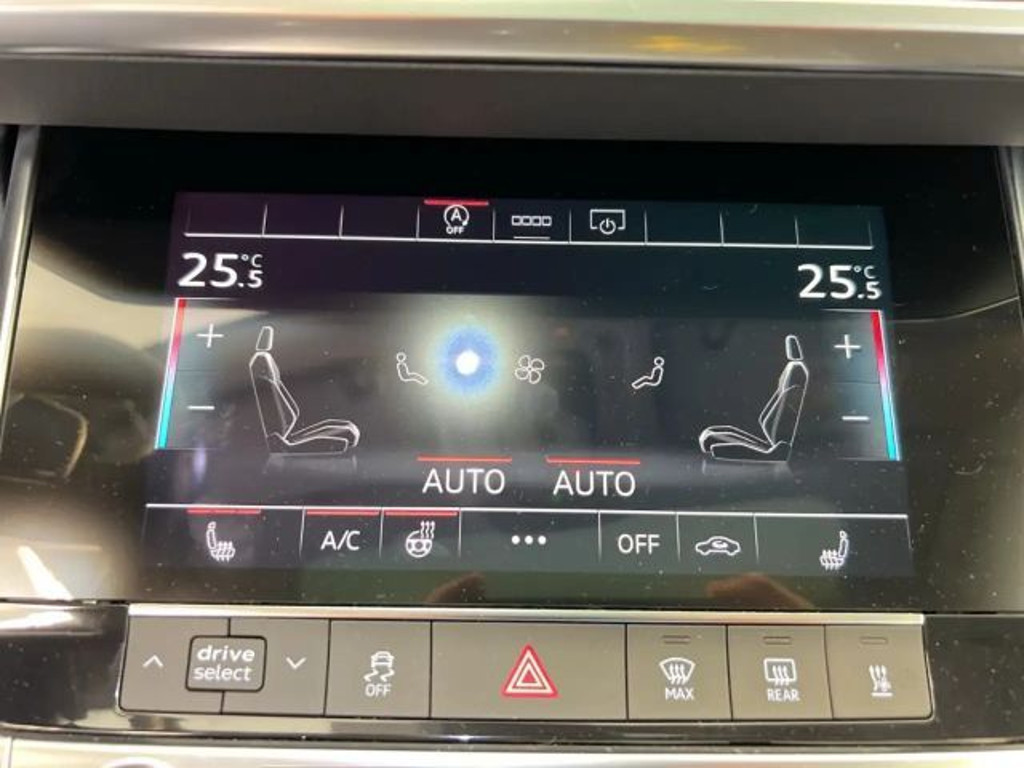 A
OFF
25.5°C 25.5°C
+ +
− −
AUTO AUTO
A/C ••• OFF
drive
select
OFF MAX REAR